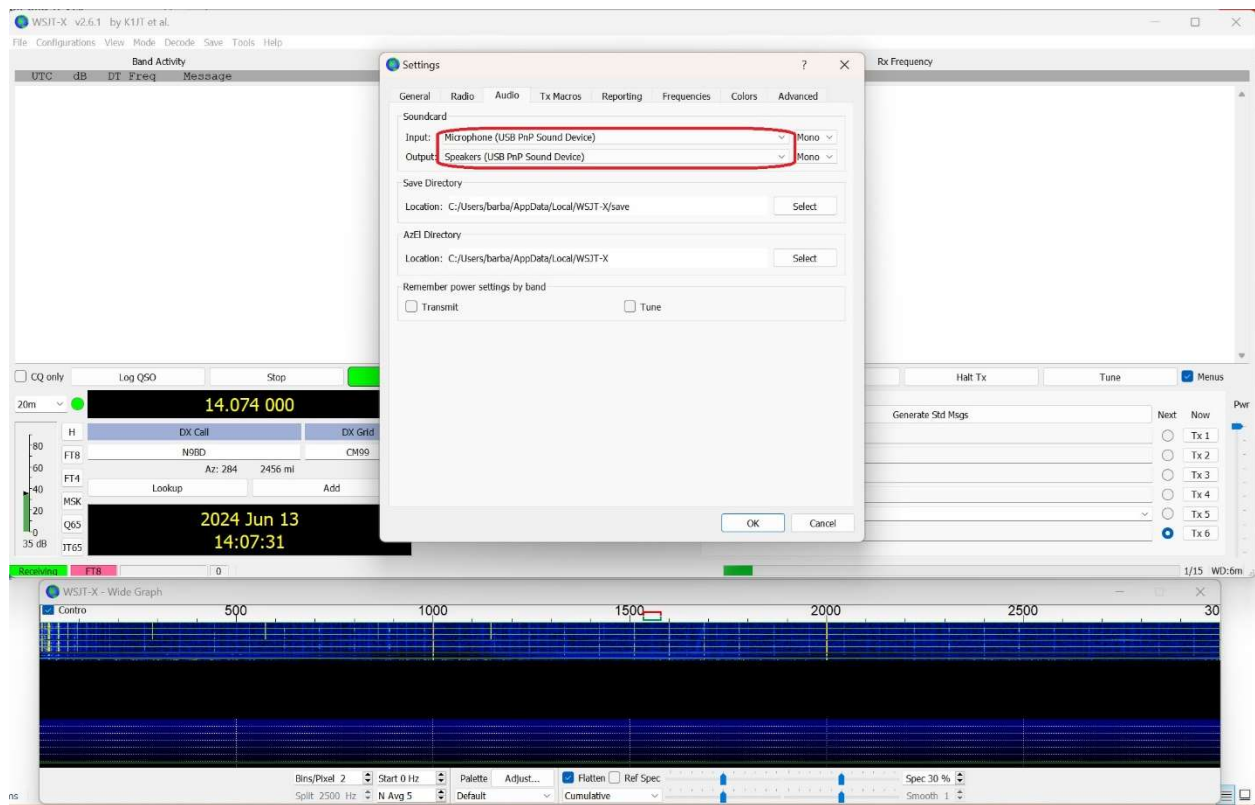 WSJT-X v2.6.1 by K1JT et al.
File Configurations View Mode Decode Save Tools Help
Band Activity
UTC dB DT Freq Message
Rx Frequency
Settings
General Radio Audio Tx Macros Reporting Frequencies Colors Advanced
Soundcard
Input: Microphone (USB PnP Sound Device) Mono
Output: Speakers (USB PnP Sound Device) Mono
Save Directory
Location: C:/Users/barba/AppData/Local/WSJT-X/save Select
AzEl Directory
Location: C:/Users/barba/AppData/Local/WSJT-X Select
Remember power settings by band
Transmit Tune
OK Cancel
CQ only Log QSO Stop Halt Tx Tune Menus
20m 14.074 000 Generate Std Msgs Next Now Pwr
H DX Call DX Grid Tx 1
-80 FT8 N9BD CM99 Tx 2
-60 Az: 284 2456 mi Tx 3
-40 FT4 Lookup Add Tx 4
-20 MSK 2024 Jun 13 Tx 5
0 Q65 14:07:31 Tx 6
35 dB JT65
Receiving FT8 0 1/15 WD:6m
WSJT-X - Wide Graph
Contro 500 1000 1500 2000 2500 30
Bins/Pixel 2 Start 0 Hz Palette Adjust... Flatten Ref Spec Spec 30 %
Split 2500 Hz N Avg 5 Default Cumulative Smooth 1